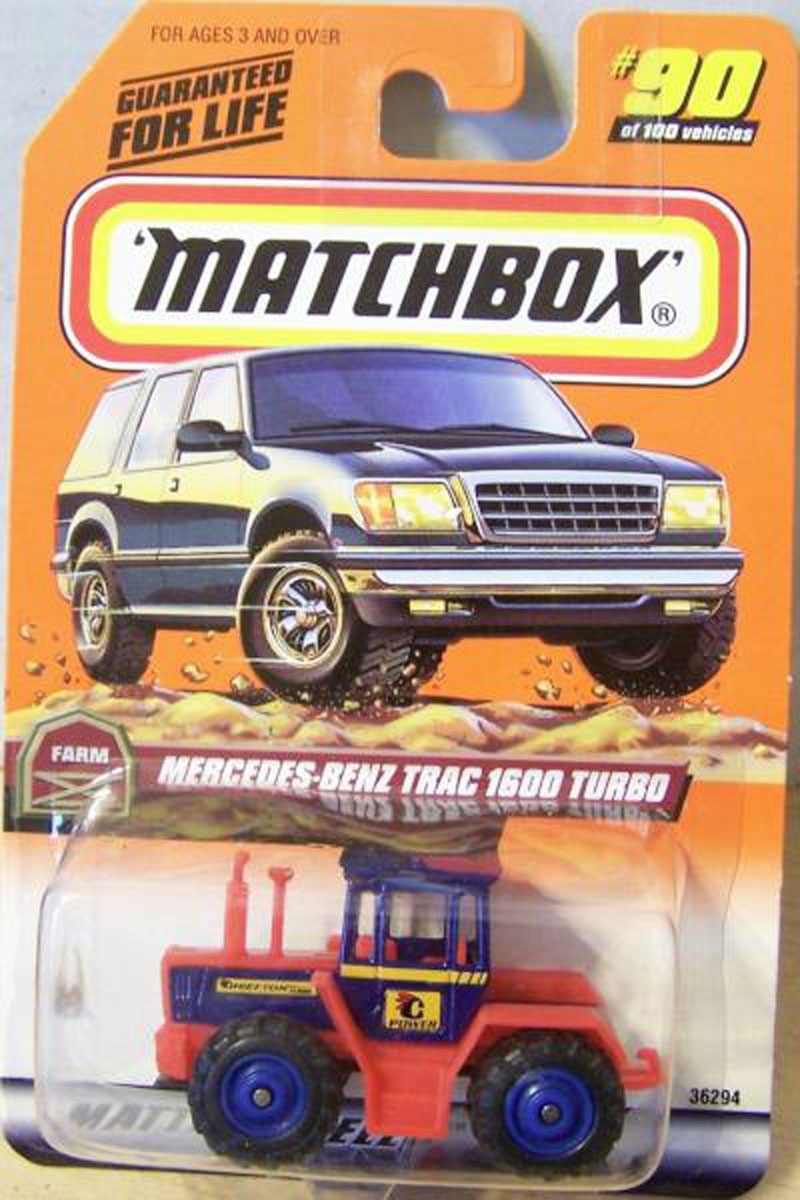 FOR AGES 3 AND OVER
GUARANTEED
FOR LIFE
#90
of 100 vehicles
'MATCHBOX'®
FARM
MERCEDES-BENZ TRAC 1600 TURBO
C
POWER
36294